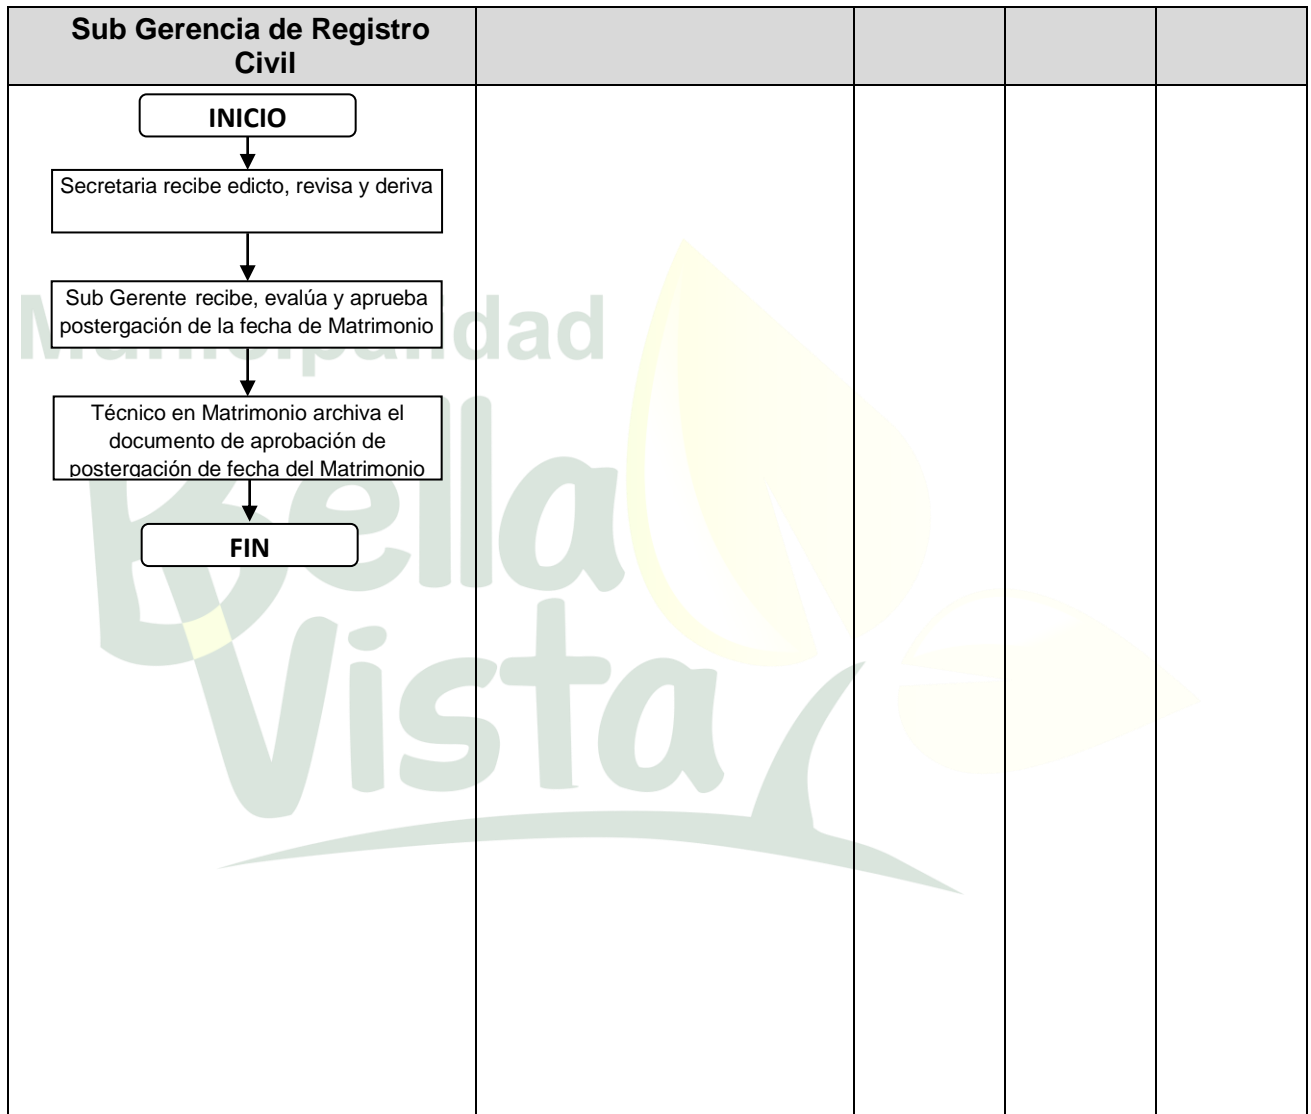 Sub Gerencia de Registro
Civil
INICIO
Secretaria recibe edicto, revisa y deriva
Sub Gerente recibe, evalúa y aprueba
postergación de la fecha de Matrimonio
Técnico en Matrimonio archiva el
documento de aprobación de
postergación de fecha del Matrimonio
FIN
Municipalidad
Bella
Vista